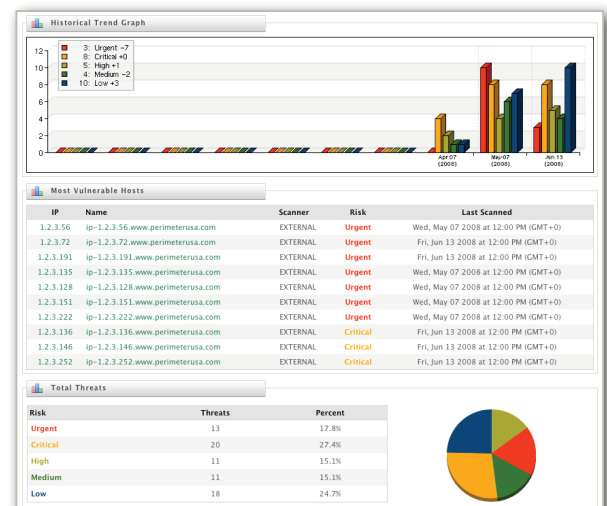 Historical Trend Graph
12
10
8
6
4
2
0
3: Urgent -7
8: Critical +0
5: High +1
4: Medium -2
10: Low +3
Apr 07 (2008)
May 07 (2008)
Jun 13 (2008)
Most Vulnerable Hosts
IP Name Scanner Risk Last Scanned
1.2.3.56 ip-1.2.3.56.www.perimeterusa.com EXTERNAL Urgent Wed, May 07 2008 at 12:00 PM (GMT+0)
1.2.3.72 ip-1.2.3.72.www.perimeterusa.com EXTERNAL Urgent Fri, Jun 13 2008 at 12:00 PM (GMT+0)
1.2.3.191 ip-1.2.3.191.www.perimeterusa.com EXTERNAL Urgent Fri, Jun 13 2008 at 12:00 PM (GMT+0)
1.2.3.135 ip-1.2.3.135.www.perimeterusa.com EXTERNAL Urgent Wed, May 07 2008 at 12:00 PM (GMT+0)
1.2.3.128 ip-1.2.3.128.www.perimeterusa.com EXTERNAL Urgent Wed, May 07 2008 at 12:00 PM (GMT+0)
1.2.3.151 ip-1.2.3.151.www.perimeterusa.com EXTERNAL Urgent Wed, May 07 2008 at 12:00 PM (GMT+0)
1.2.3.222 ip-1.2.3.222.www.perimeterusa.com EXTERNAL Urgent Wed, May 07 2008 at 12:00 PM (GMT+0)
1.2.3.136 ip-1.2.3.136.www.perimeterusa.com EXTERNAL Critical Fri, Jun 13 2008 at 12:00 PM (GMT+0)
1.2.3.146 ip-1.2.3.146.www.perimeterusa.com EXTERNAL Critical Fri, Jun 13 2008 at 12:00 PM (GMT+0)
1.2.3.252 ip-1.2.3.252.www.perimeterusa.com EXTERNAL Critical Fri, Jun 13 2008 at 12:00 PM (GMT+0)
Total Threats
Risk Threats Percent
Urgent 13 17.8%
Critical 20 27.4%
High 11 15.1%
Medium 11 15.1%
Low 18 24.7%